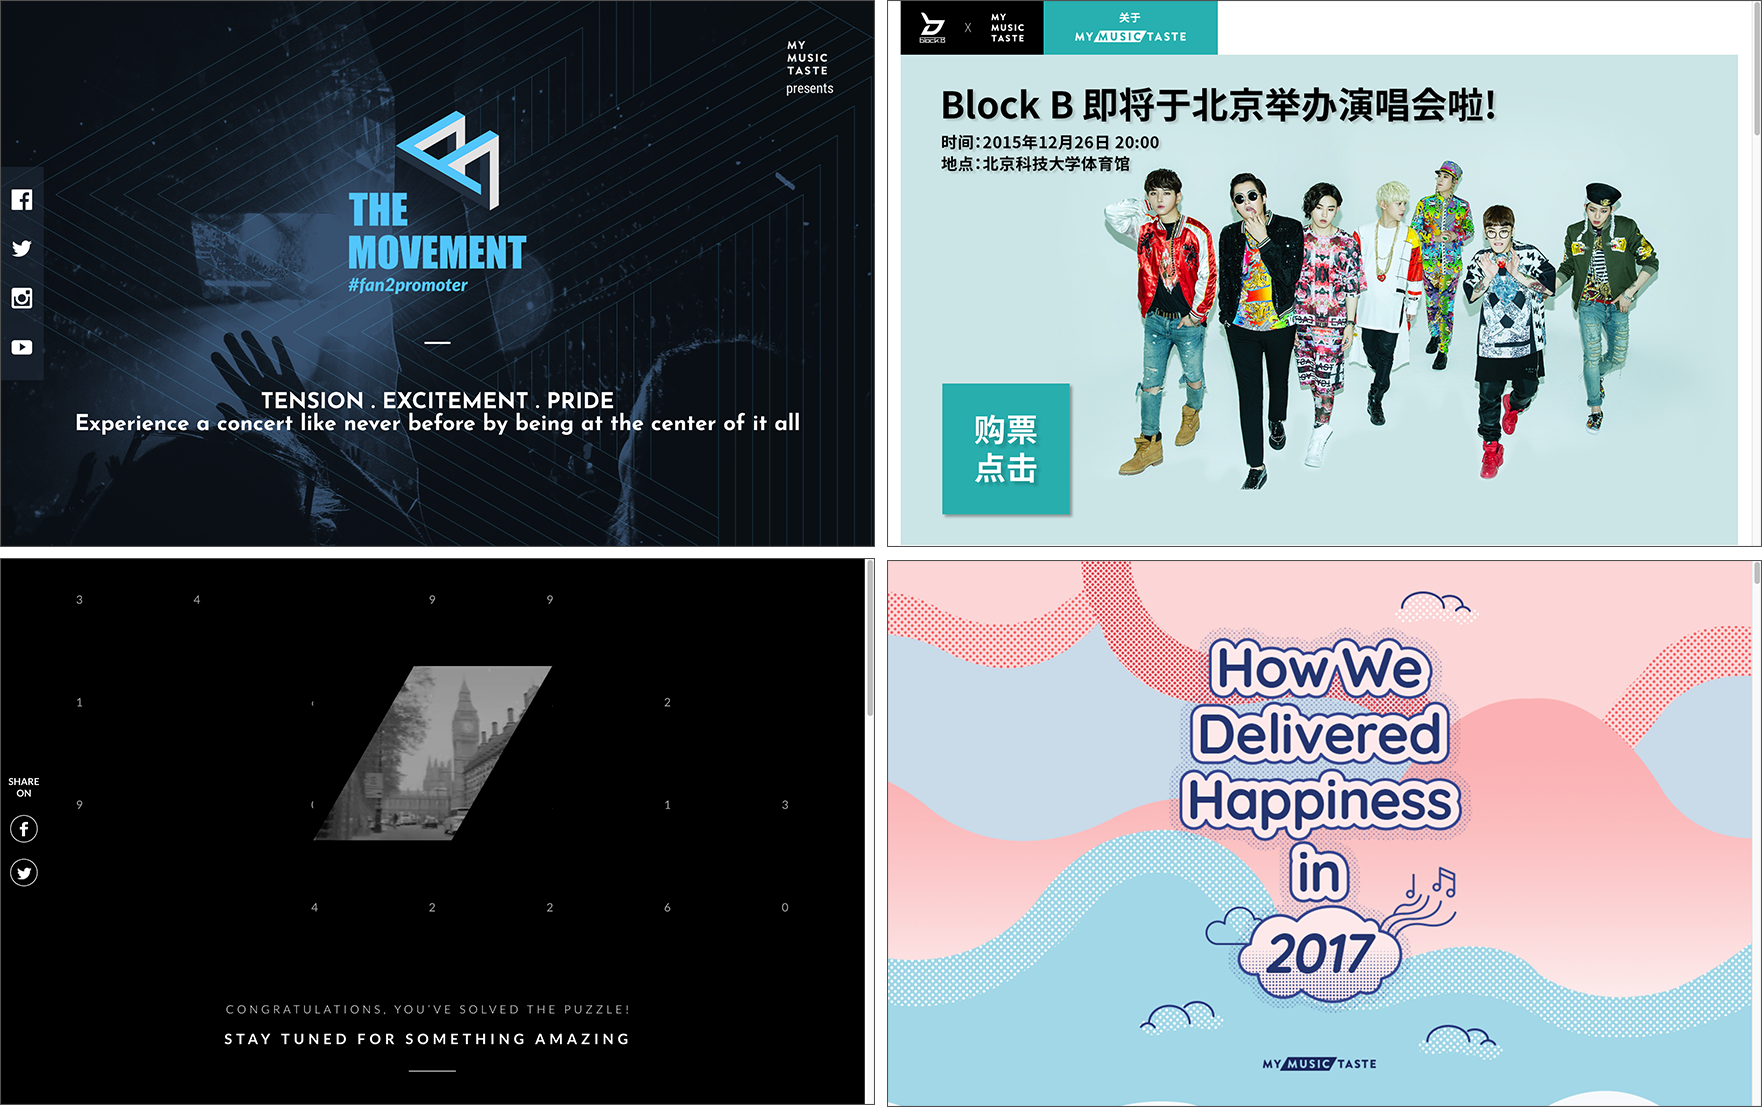 MY
MUSIC
TASTE
presents
THE
MOVEMENT
#fan2promoter
TENSION . EXCITEMENT . PRIDE
Experience a concert like never before by being at the center of it all
block B
X
MY
MUSIC
TASTE
关于
MY MUSIC TASTE
Block B 即将于北京举办演唱会啦!
时间:2015年12月26日 20:00
地点:北京科技大学体育馆
购票
点击
3 4 9 9
1 2
SHARE
ON
9 1 3
4 2 2 6 0
CONGRATULATIONS, YOU'VE SOLVED THE PUZZLE!
STAY TUNED FOR SOMETHING AMAZING
How We
Delivered
Happiness
in
2017
MY MUSIC TASTE